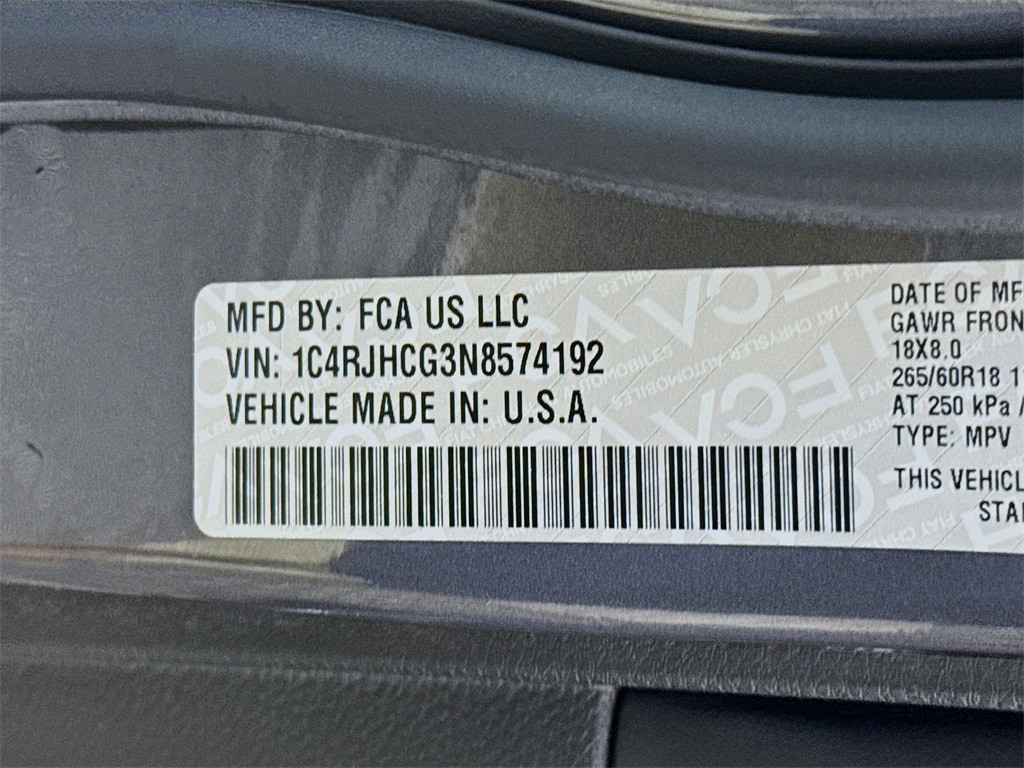 MFD BY: FCA US LLC
VIN: 1C4RJHCG3N8574192
VEHICLE MADE IN: U.S.A.
DATE OF MF
GAWR FRON
18X8.0
265/60R18 1
AT 250 kPa /
TYPE: MPV
THIS VEHICL
STA